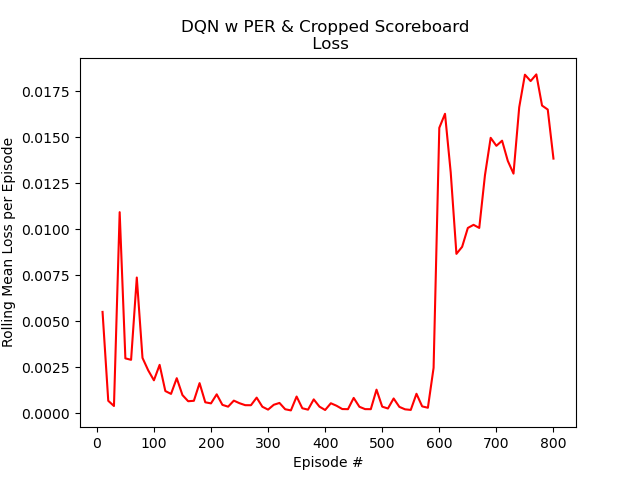 DQN w PER & Cropped Scoreboard
Loss
Rolling Mean Loss per Episode
0.0175
0.0150
0.0125
0.0100
0.0075
0.0050
0.0025
0.0000
0 100 200 300 400 500 600 700 800
Episode #